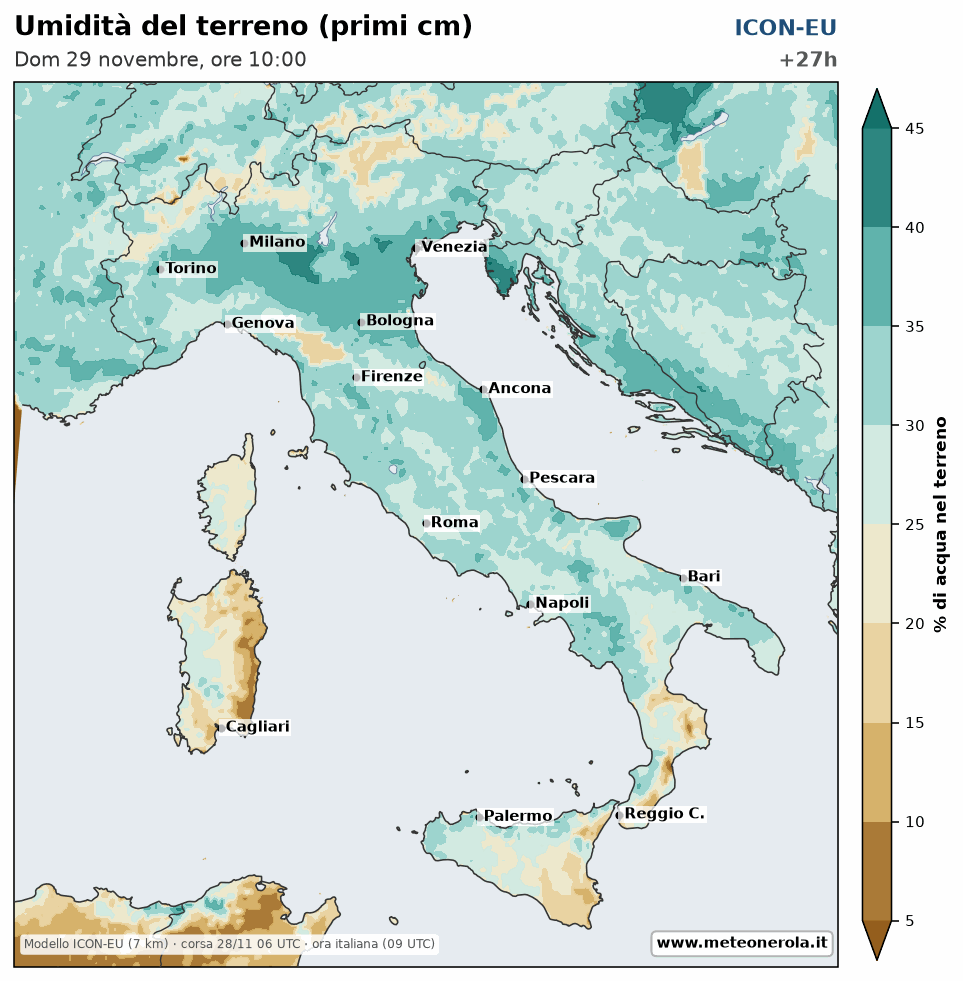 Umidità del terreno (primi cm)
ICON-EU
Dom 29 novembre, ore 10:00
+27h
Milano
Venezia
Torino
Genova
Bologna
Firenze
Ancona
Pescara
Roma
Bari
Napoli
Cagliari
Palermo
Reggio C.
45
40
35
30
25
20
15
10
5
% di acqua nel terreno
Modello ICON-EU (7 km) · corsa 28/11 06 UTC · ora italiana (09 UTC)
www.meteonerola.it